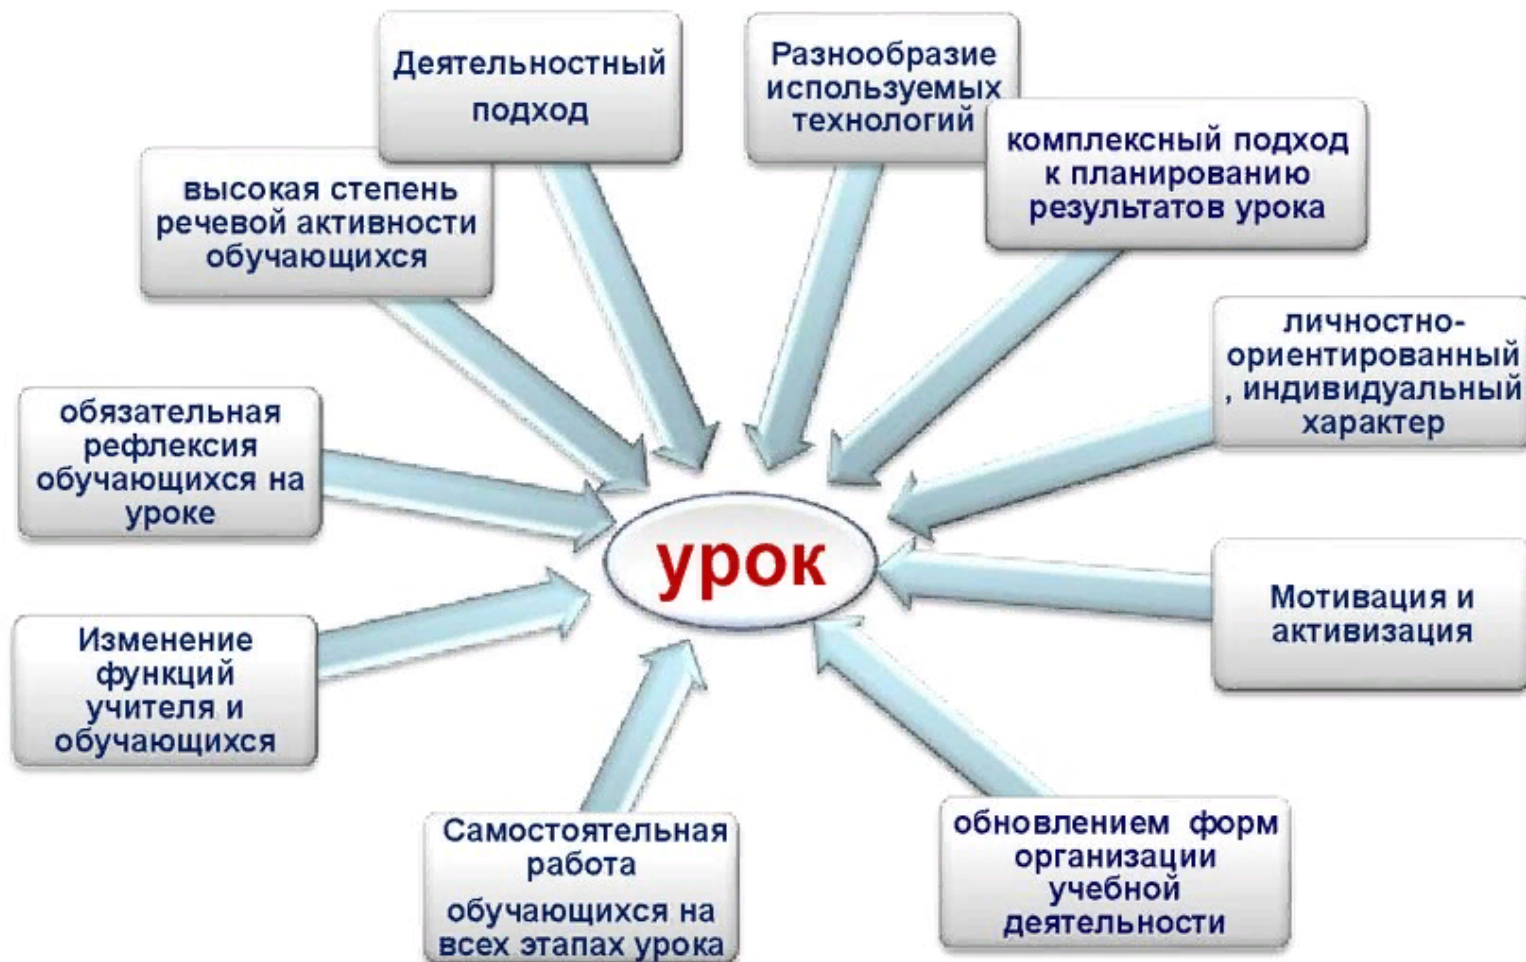 Деятельностный
подход
Разнообразие
используемых
технологий
комплексный подход
к планированию
результатов урока
высокая степень
речевой активности
обучающихся
личностно-
ориентированный
, индивидуальный
характер
обязательная
рефлексия
обучающихся на
уроке
урок
Мотивация и
активизация
Изменение
функций
учителя и
обучающихся
Самостоятельная
работа
обучающихся на
всех этапах урока
обновлением форм
организации
учебной
деятельности